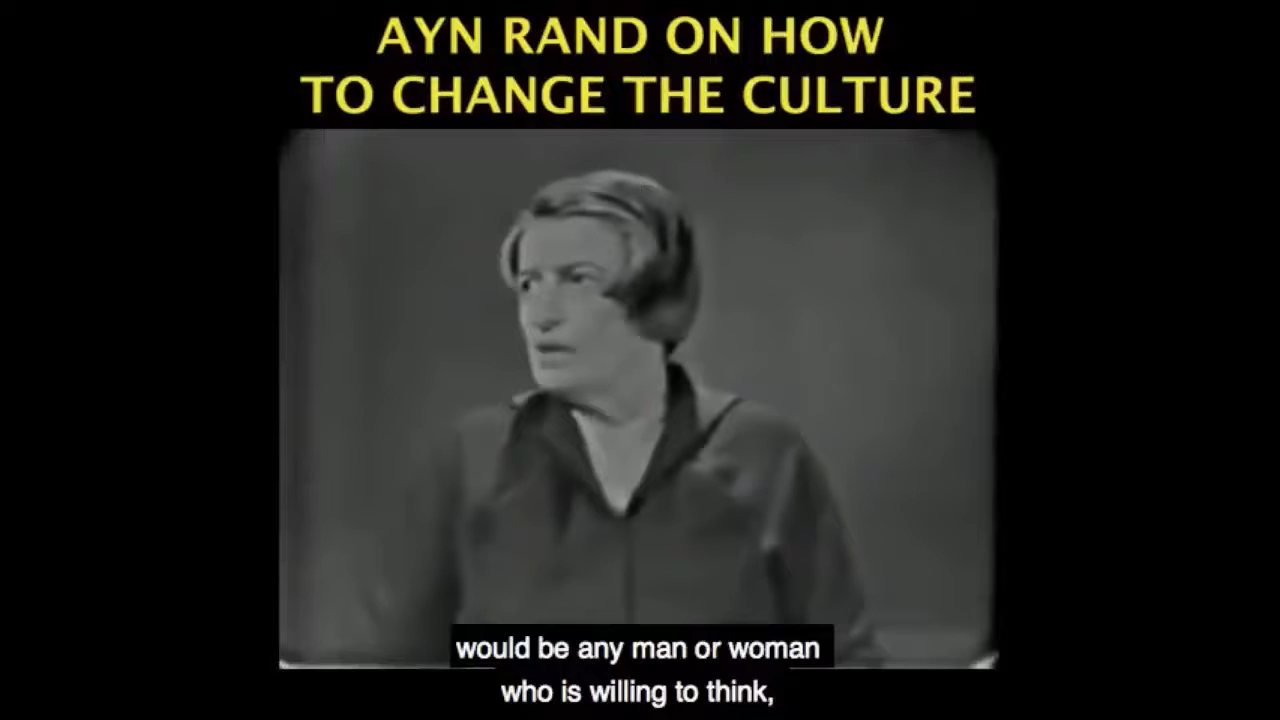 AYN RAND ON HOW
TO CHANGE THE CULTURE
would be any man or woman
who is willing to think,